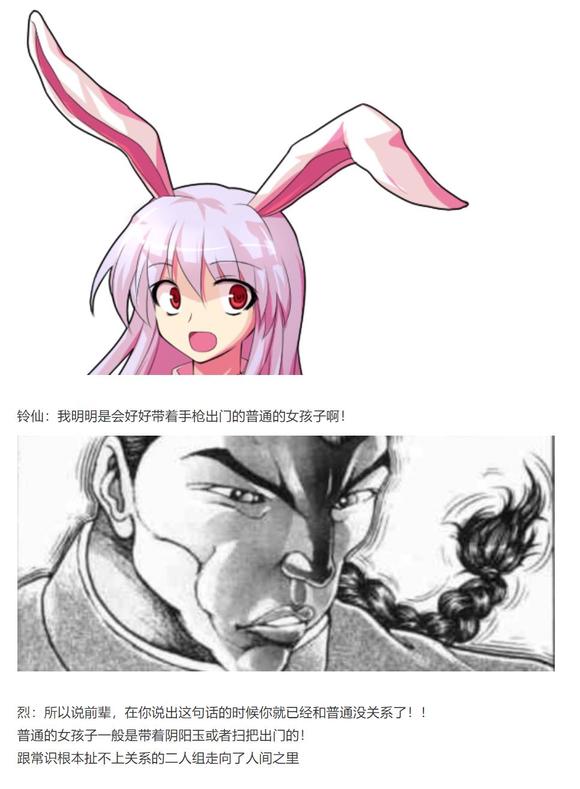 铃仙：我明明是会好好带着手枪出门的普通的女孩子啊！
烈：所以说前辈，在你说出这句话的时候你就已经和普通没关系了！！
普通的女孩子一般是带着阴阳玉或者扫把出门的！
跟常识根本扯不上关系的二人组走向了人间之里